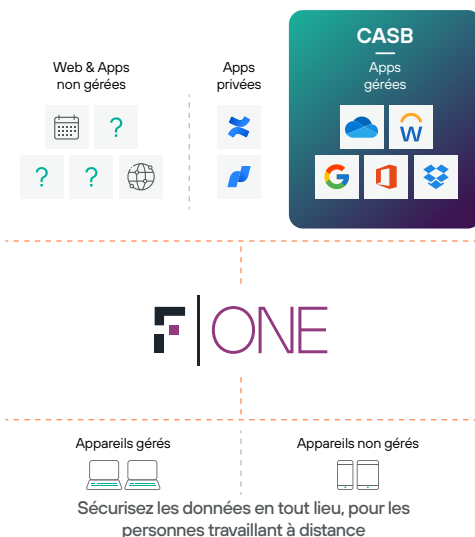 CASB
Web & Apps
non gérées
Apps
privées
Apps
gérées
?
W
? ?
G
F|ONE
Appareils gérés
Appareils non gérés
Sécurisez les données en tout lieu, pour les
personnes travaillant à distance